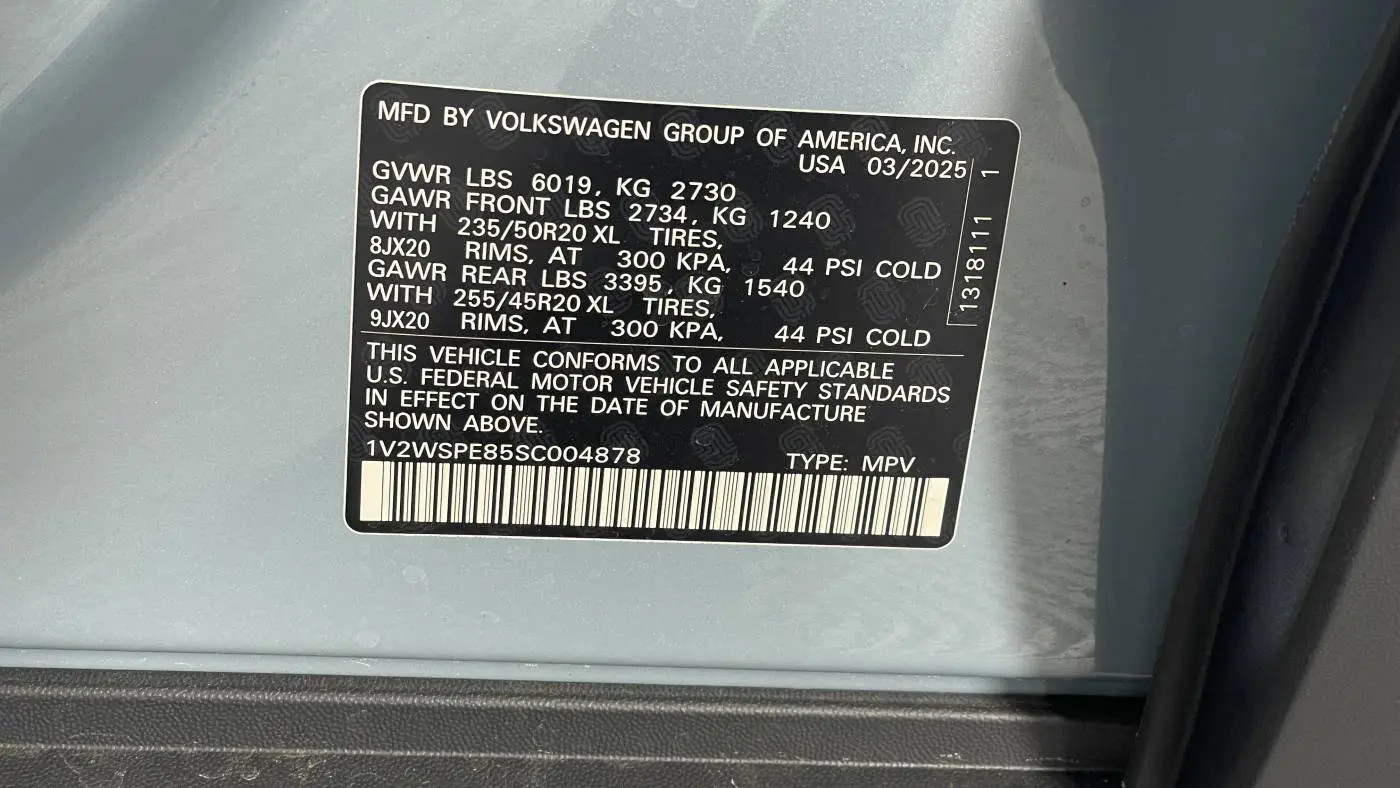 MFD BY VOLKSWAGEN GROUP OF AMERICA, INC.
USA 03/2025
GVWR LBS 6019, KG 2730
GAWR FRONT LBS 2734, KG 1240
WITH 235/50R20 XL TIRES,
8JX20 RIMS, AT 300 KPA, 44 PSI COLD
GAWR REAR LBS 3395, KG 1540
WITH 255/45R20 XL TIRES,
9JX20 RIMS, AT 300 KPA, 44 PSI COLD
1318111 1
THIS VEHICLE CONFORMS TO ALL APPLICABLE
U.S. FEDERAL MOTOR VEHICLE SAFETY STANDARDS
IN EFFECT ON THE DATE OF MANUFACTURE
SHOWN ABOVE.
1V2WSPE85SC004878 TYPE: MPV